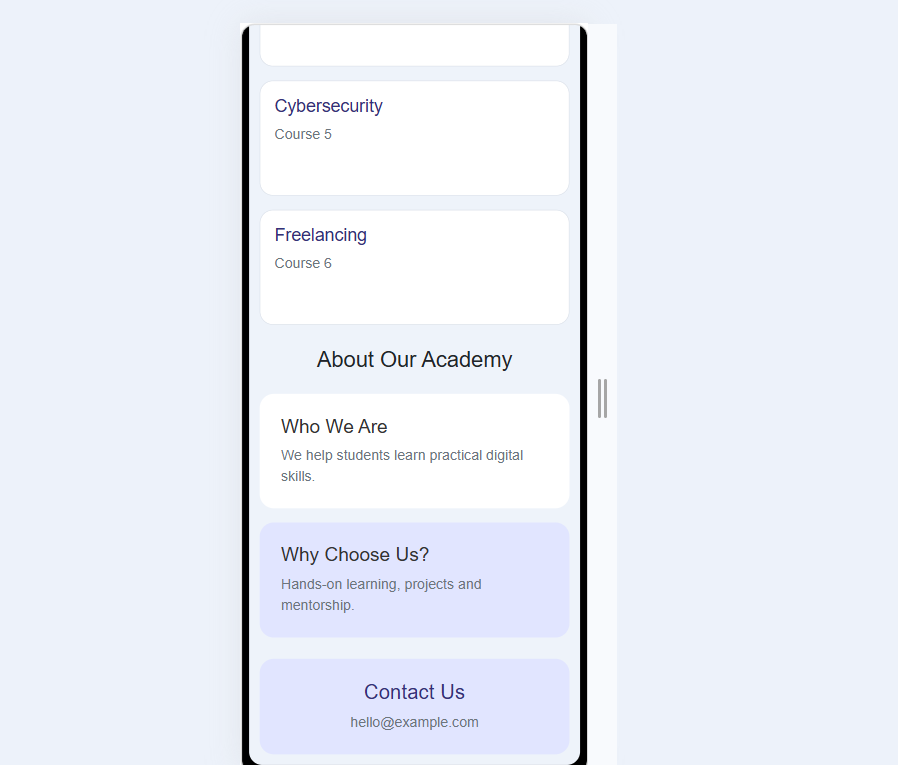 Cybersecurity
Course 5
Freelancing
Course 6
About Our Academy
Who We Are
We help students learn practical digital
skills.
Why Choose Us?
Hands-on learning, projects and
mentorship.
Contact Us
hello@example.com